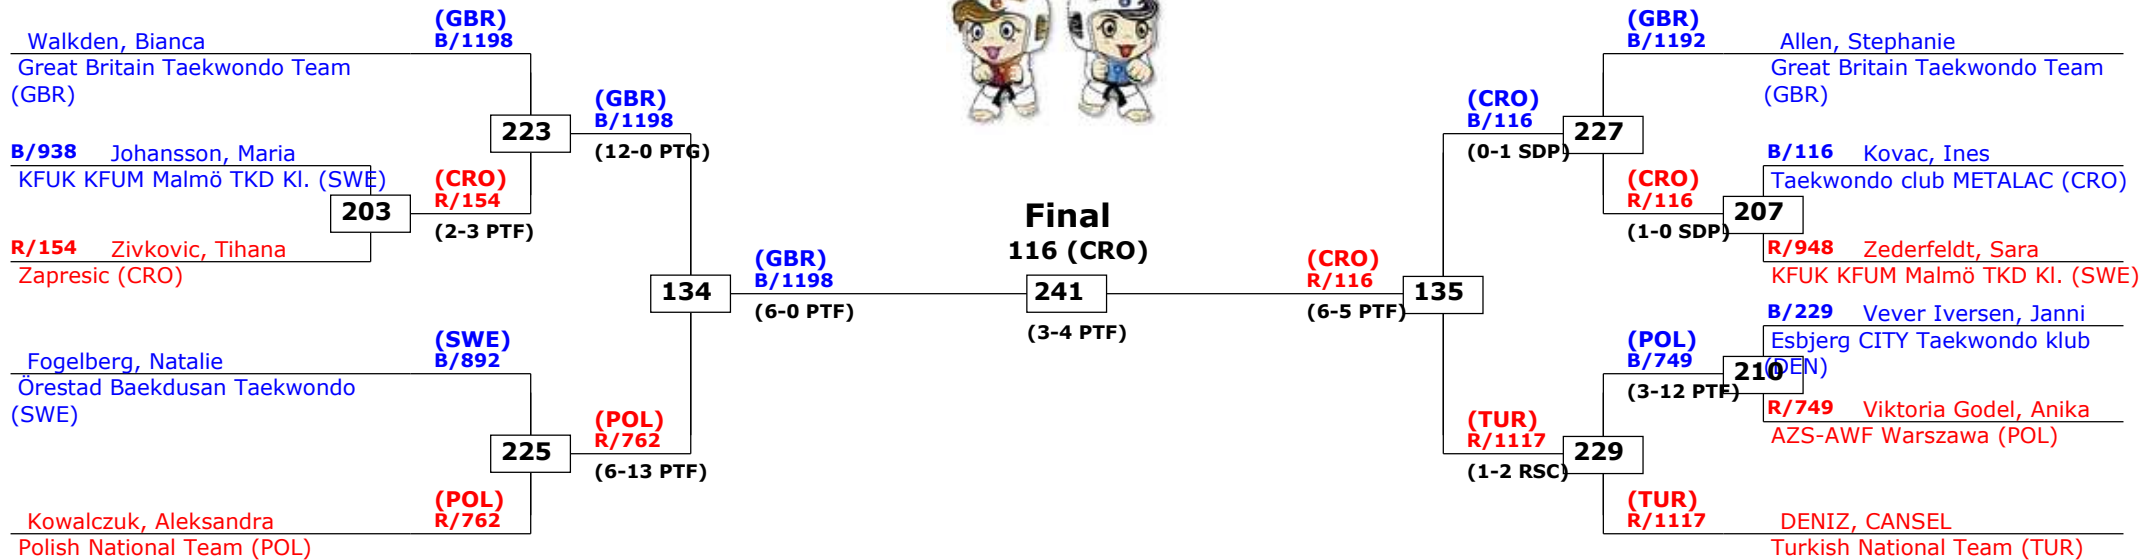 (GBR)
B/1198
Walkden, Bianca
Great Britain Taekwondo Team
(GBR)
223
(GBR)
B/1198
(12-0 PTG)
B/938 Johansson, Maria
KFUK KFUM Malmö TKD Kl. (SWE)
203
(CRO)
R/154
(2-3 PTF)
R/154 Zivkovic, Tihana
Zapresic (CRO)
134
(GBR)
B/1198
(6-0 PTF)
(SWE)
B/892
Fogelberg, Natalie
Örestad Baekdusan Taekwondo
(SWE)
225
(POL)
R/762
(6-13 PTF)
(POL)
R/762
Kowalczuk, Aleksandra
Polish National Team (POL)
Final
116 (CRO)
241
(3-4 PTF)
(CRO)
R/116
(6-5 PTF)
135
(CRO)
B/116
(0-1 SDP)
227
(GBR)
B/1192
Allen, Stephanie
Great Britain Taekwondo Team
(GBR)
(CRO)
R/116
(1-0 SDP)
207
B/116 Kovac, Ines
Taekwondo club METALAC (CRO)
R/948 Zederfeldt, Sara
KFUK KFUM Malmö TKD Kl. (SWE)
B/229 Vever Iversen, Janni
Esbjerg CITY Taekwondo klub
(DEN)
210
(POL)
B/749
(3-12 PTF)
R/749 Viktoria Godel, Anika
AZS-AWF Warszawa (POL)
(TUR)
R/1117
(1-2 RSC)
229
(TUR)
R/1117
DENIZ, CANSEL
Turkish National Team (TUR)